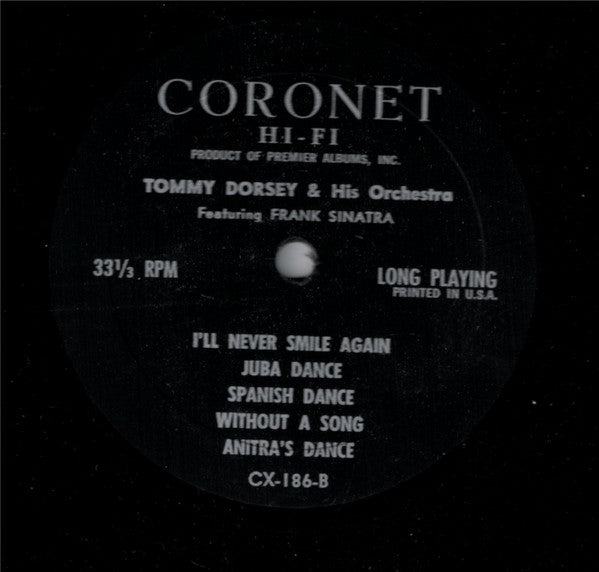 CORONET
HI-FI
PRODUCT OF PREMIER ALBUMS, INC.
TOMMY DORSEY & His Orchestra
Featuring FRANK SINATRA
33⅓ RPM
LONG PLAYING
PRINTED IN U.S.A.
I'LL NEVER SMILE AGAIN
JUBA DANCE
SPANISH DANCE
WITHOUT A SONG
ANiTRA'S DANCE
CX-186-B